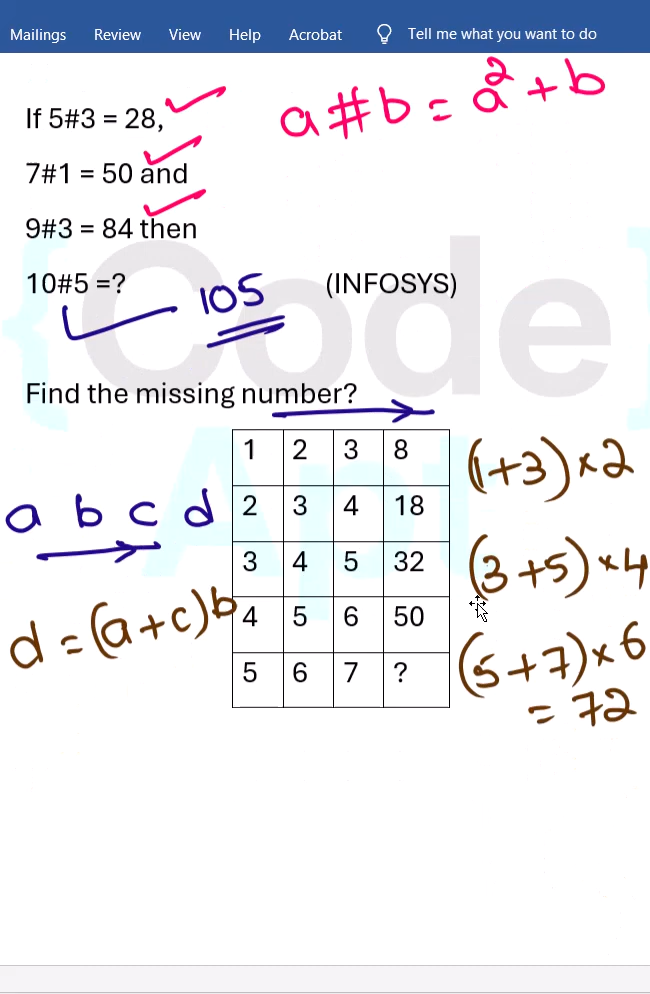 Mailings Review View Help Acrobat Tell me what you want to do
a#b = a² + b
If 5#3 = 28,
7#1 = 50 and
9#3 = 84 then
10#5 =? 105 (INFOSYS)
{Code}
Find the missing number?
Apt
1 2 3 8 (1+3)×2
a b c d 2 3 4 18
3 4 5 32 (3+5)×4
d = (a+c)b 4 5 6 50
5 6 7 ? (5+7)×6
= 72